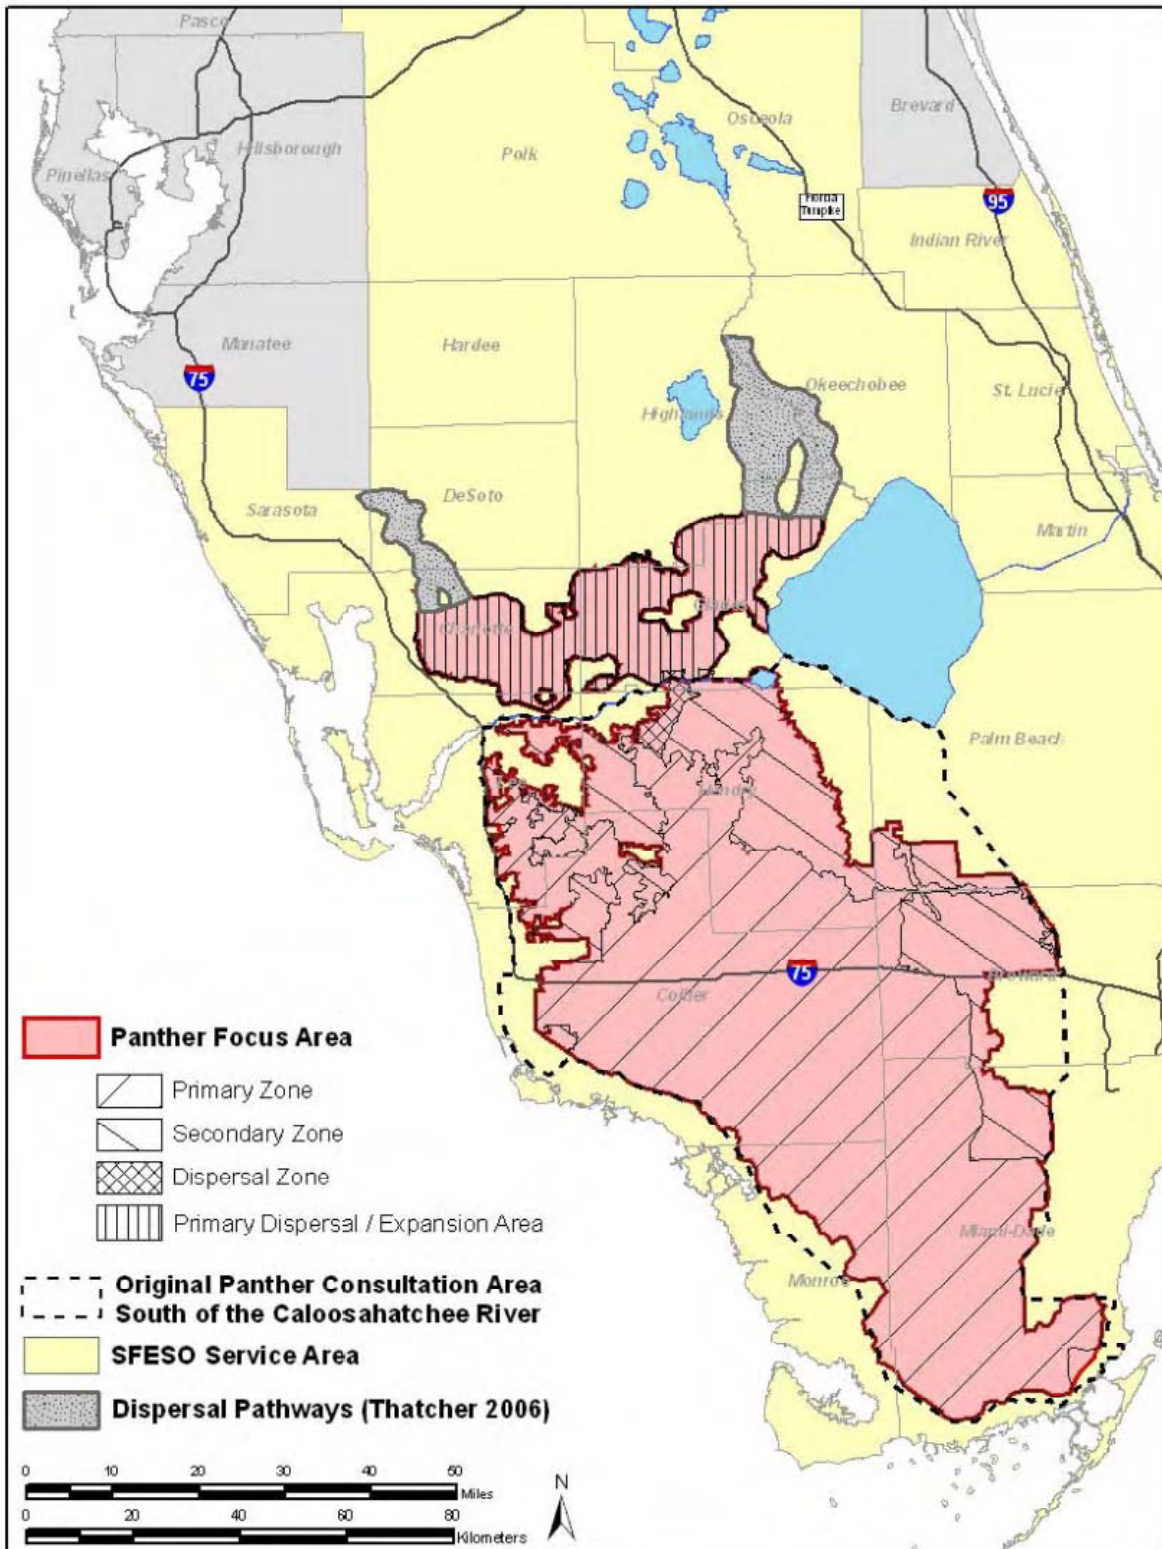 Pasco
Brevard
Osceola
Hillsborough
Polk
Pinellas
95
Florida
Turnpike
Indian River
Manatee
Hardee
75
Okeechobee
St. Lucie
Highlands
DeSoto
Sarasota
Martin
Glades
Charlotte
Palm Beach
Lee
Hendry
75
Broward
Collier
Miami-Dade
Monroe
Panther Focus Area
Primary Zone
Secondary Zone
Dispersal Zone
Primary Dispersal / Expansion Area
Original Panther Consultation Area
South of the Caloosahatchee River
SFESO Service Area
Dispersal Pathways (Thatcher 2006)
0 10 20 30 40 50
Miles
0 20 40 60 80
Kilometers
N